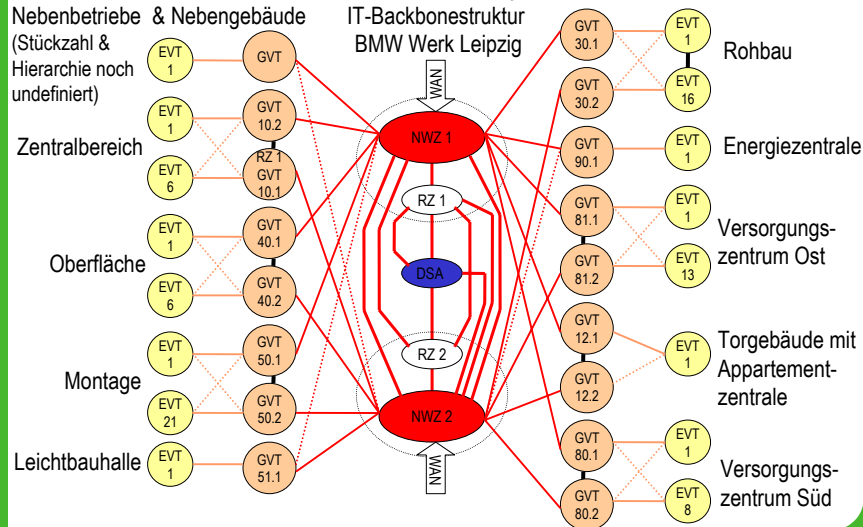 Nebenbetriebe & Nebengebäude
(Stückzahl &
Hierarchie noch
undefiniert)
EVT
1
GVT
Zentralbereich
EVT
1
EVT
6
GVT
10.2
RZ 1
GVT
10.1
Oberfläche
EVT
1
EVT
6
GVT
40.1
GVT
40.2
Montage
EVT
1
EVT
21
GVT
50.1
GVT
50.2
Leichtbauhalle
EVT
1
GVT
51.1
IT-Backbonestruktur
BMW Werk Leipzig
WAN
NWZ 1
RZ 1
DSA
RZ 2
NWZ 2
WAN
GVT
30.1
GVT
30.2
EVT
1
EVT
16
Rohbau
GVT
90.1
EVT
1
Energiezentrale
GVT
81.1
GVT
81.2
EVT
1
EVT
13
Versorgungs-
zentrum Ost
GVT
12.1
GVT
12.2
EVT
1
Torgebäude mit
Appartement-
zentrale
GVT
80.1
GVT
80.2
EVT
1
EVT
8
Versorgungs-
zentrum Süd